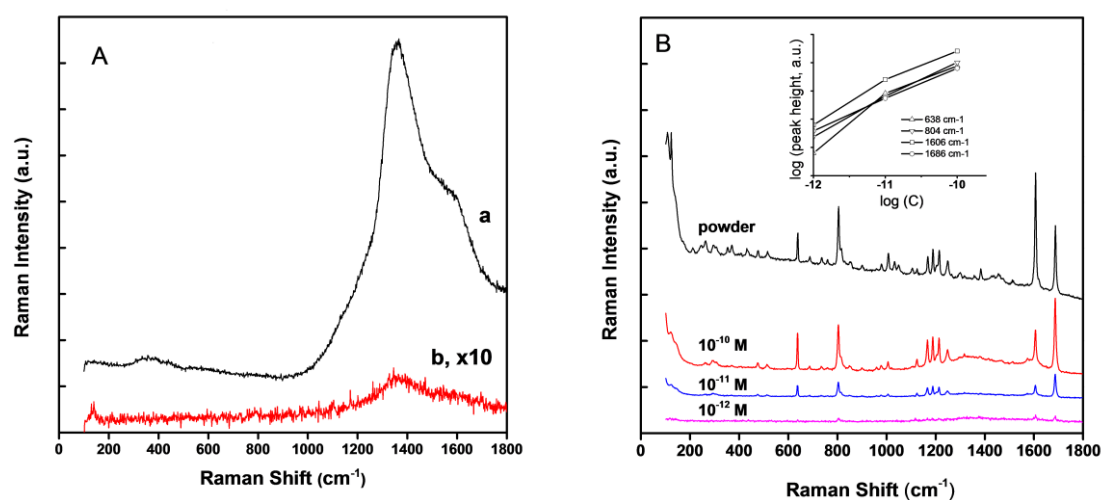 A
a
b, x10
Raman Intensity (a.u.)
0 200 400 600 800 1000 1200 1400 1600 1800
Raman Shift (cm-1)
B
log (peak height, a.u.)
638 cm-1
804 cm-1
1606 cm-1
1686 cm-1
-12 -11 -10
log (C)
powder
10-10 M
10-11 M
10-12 M
Raman Intensity (a.u.)
0 200 400 600 800 1000 1200 1400 1600 1800
Raman Shift (cm-1)